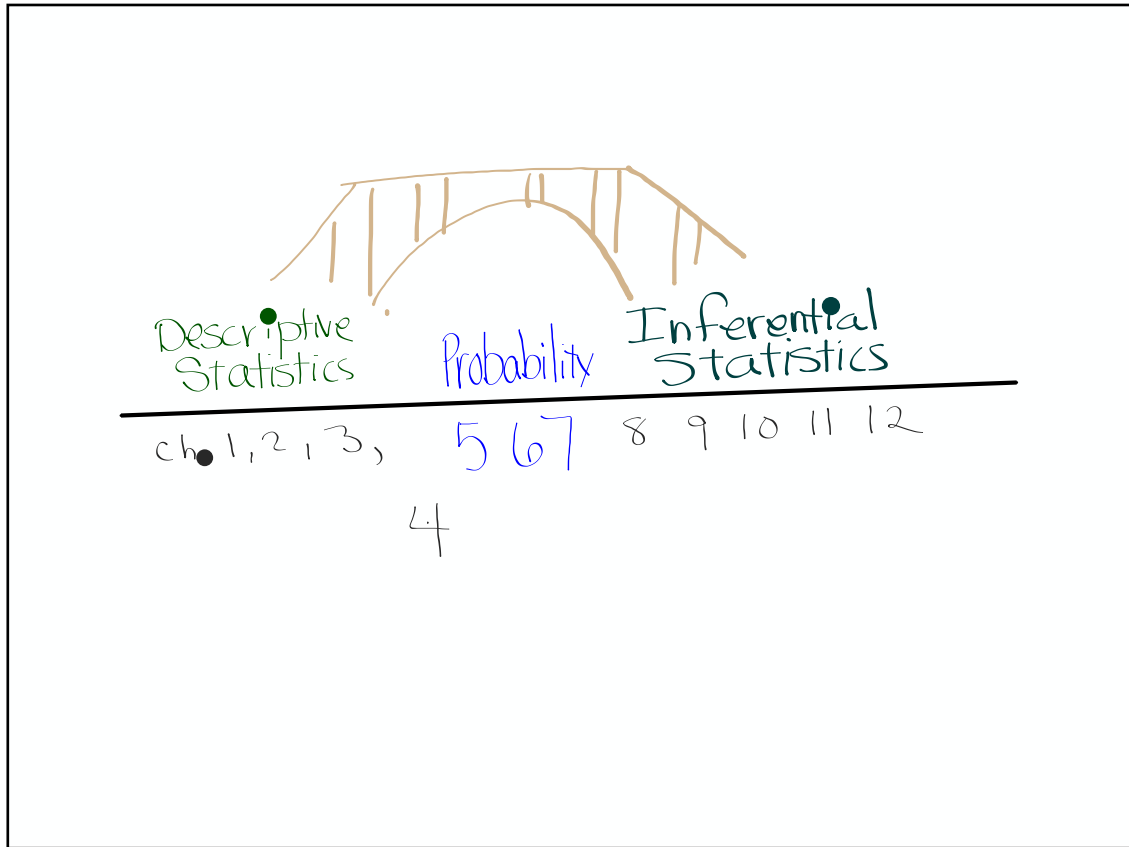 Descriptive
Statistics
Probability
Inferential
Statistics
ch. 1, 2, 3,
5 6 7
8 9 10 11 12
4